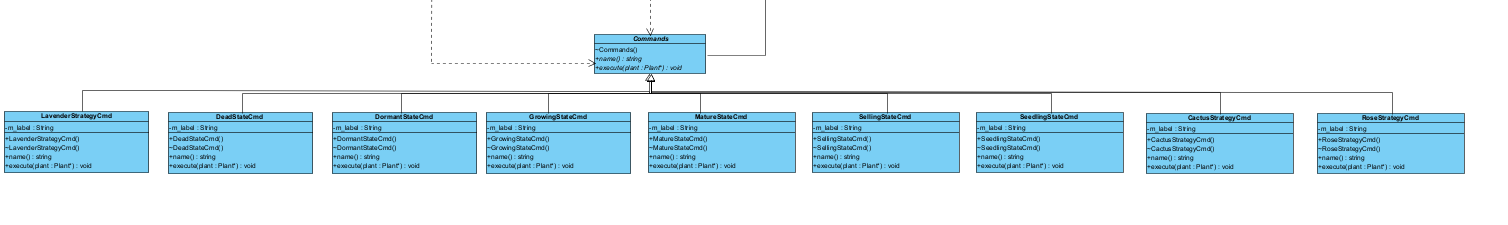 Commands
~Commands()
+name() : string
+execute(plant : Plant*) : void
LavenderStrategyCmd
-m_label : String
+LavenderStrategyCmd()
~LavenderStrategyCmd()
+name() : string
+execute(plant : Plant*) : void
DeadStateCmd
-m_label : String
+DeadStateCmd()
~DeadStateCmd()
+name() : string
+execute(plant : Plant*) : void
DormantStateCmd
-m_label : String
+DormantStateCmd()
~DormantStateCmd()
+name() : string
+execute(plant : Plant*) : void
GrowingStateCmd
-m_label : String
+GrowingStateCmd()
~GrowingStateCmd()
+name() : string
+execute(plant : Plant*) : void
MatureStateCmd
-m_label : String
+MatureStateCmd()
~MatureStateCmd()
+name() : string
+execute(plant : Plant*) : void
SellingStateCmd
-m_label : String
+SellingStateCmd()
~SellingStateCmd()
+name() : string
+execute(plant : Plant*) : void
SeedlingStateCmd
-m_label : String
+SeedlingStateCmd()
~SeedlingStateCmd()
+name() : string
+execute(plant : Plant*) : void
CactusStrategyCmd
-m_label : String
+CactusStrategyCmd()
~CactusStrategyCmd()
+name() : string
+execute(plant : Plant*) : void
RoseStrategyCmd
-m_label : String
+RoseStrategyCmd()
~RoseStrategyCmd()
+name() : string
+execute(plant : Plant*) : void